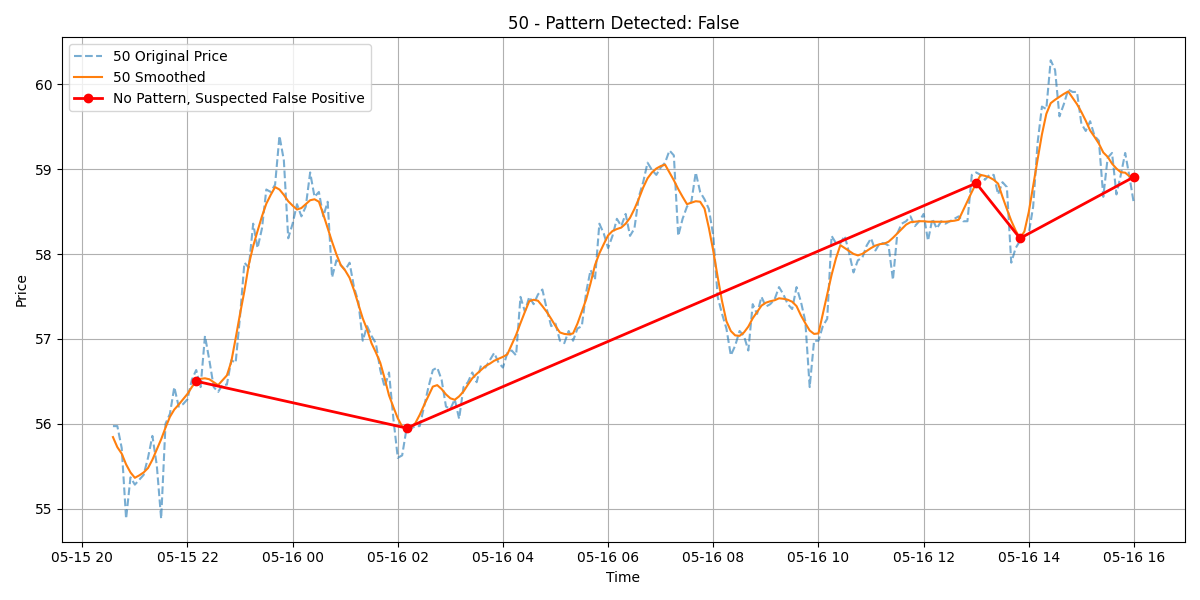 50 - Pattern Detected: False
50 Original Price
50 Smoothed
No Pattern, Suspected False Positive
Price
60
59
58
57
56
55
05-15 20 05-15 22 05-16 00 05-16 02 05-16 04 05-16 06 05-16 08 05-16 10 05-16 12 05-16 14 05-16 16
Time